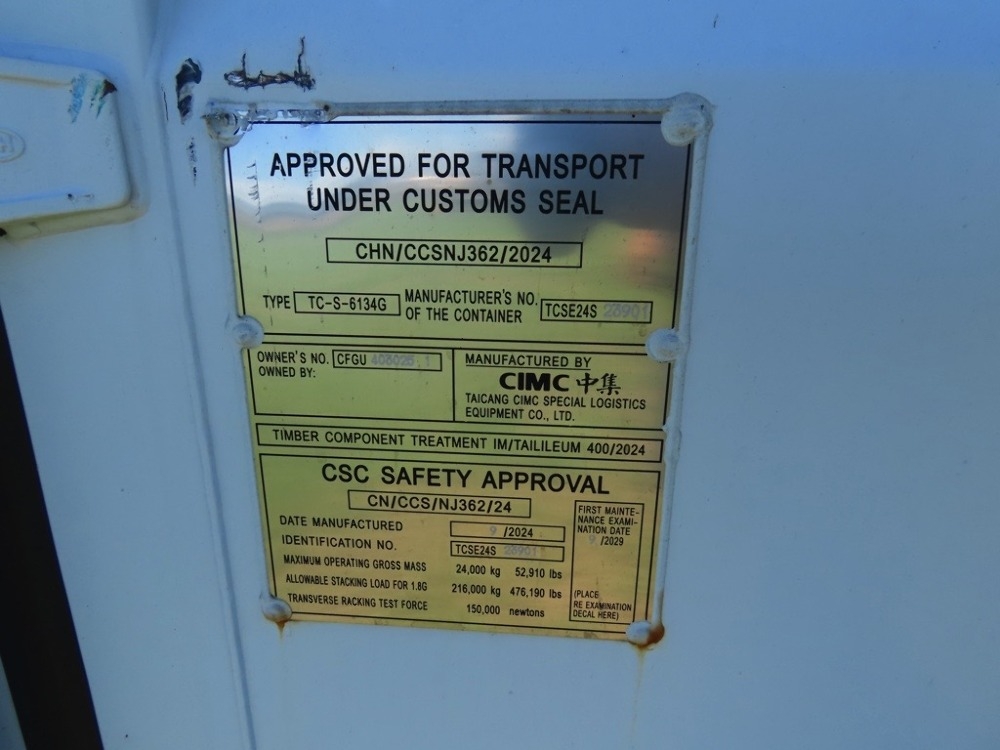 APPROVED FOR TRANSPORT
UNDER CUSTOMS SEAL
CHN/CCSNJ362/2024
TYPE TC-S-6134G MANUFACTURER'S NO. OF THE CONTAINER TCSE24S 23901
OWNER'S NO. CFGU 403025 1
OWNED BY:
MANUFACTURED BY
CIMC 中集
TAICANG CIMC SPECIAL LOGISTICS
EQUIPMENT CO., LTD.
TIMBER COMPONENT TREATMENT IM/TAILILEUM 400/2024
CSC SAFETY APPROVAL
CN/CCS/NJ362/24
DATE MANUFACTURED 9 /2024
IDENTIFICATION NO. TCSE24S 23901
MAXIMUM OPERATING GROSS MASS 24,000 kg 52,910 lbs
ALLOWABLE STACKING LOAD FOR 1.8G 216,000 kg 476,190 lbs
TRANSVERSE RACKING TEST FORCE 150,000 newtons
FIRST MAINTE-
NANCE EXAMI-
NATION DATE
9 /2029
(PLACE
RE EXAMINATION
DECAL HERE)